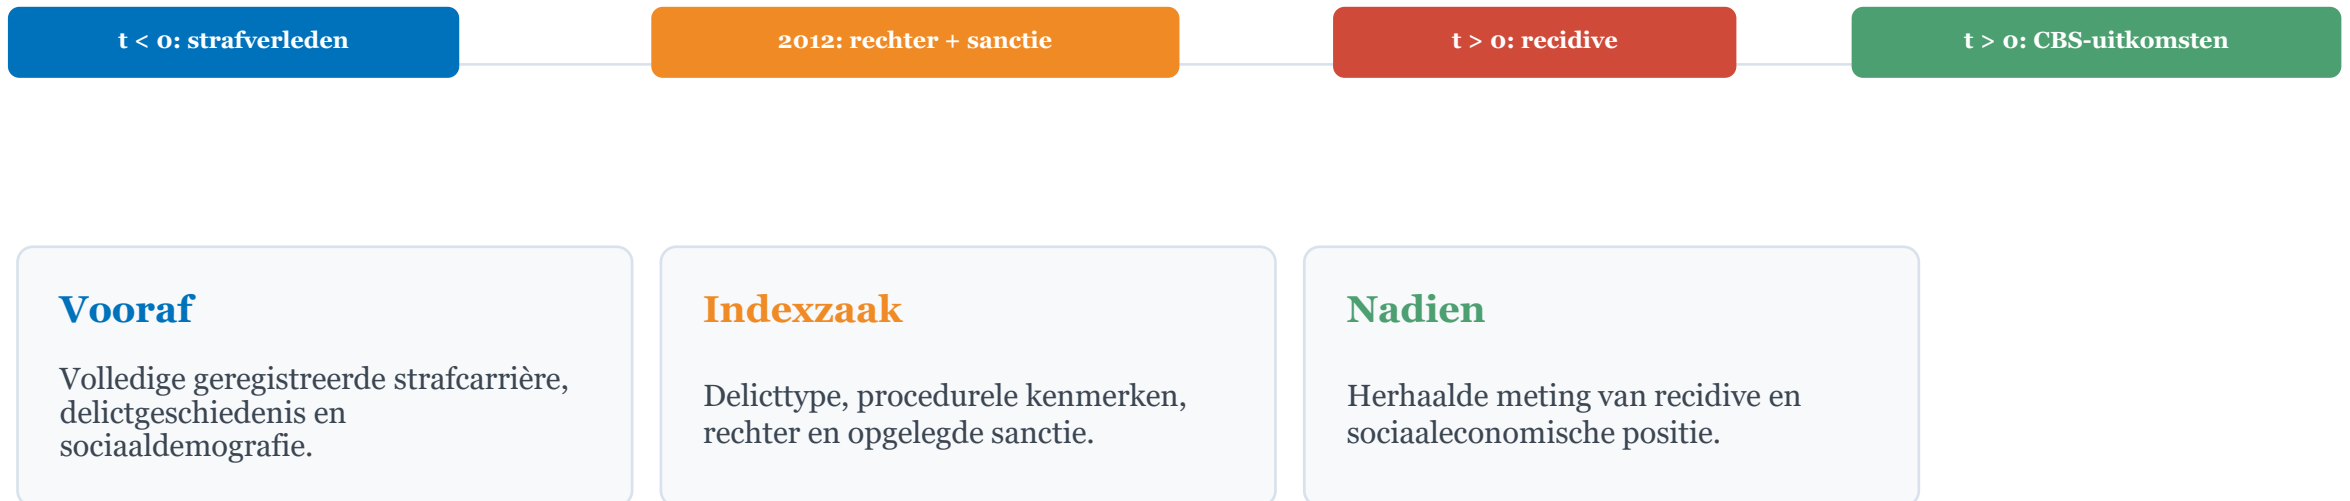 t < 0: strafverleden
2012: rechter + sanctie
t > 0: recidive
t > 0: CBS-uitkomsten
Vooraf
Volledige geregistreerde strafcarrière,
delictgeschiedenis en
sociaaldemografie.
Indexzaak
Delicttype, procedurele kenmerken,
rechter en opgelegde sanctie.
Nadien
Herhaalde meting van recidive en
sociaaleconomische positie.